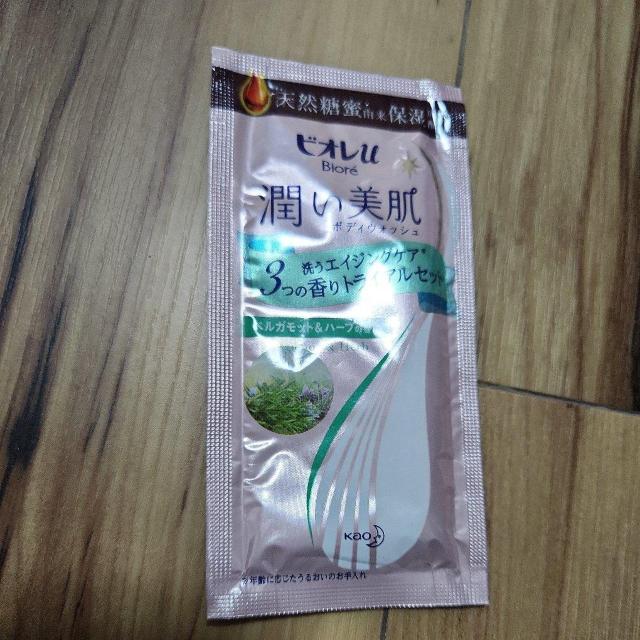 天然糖蜜由来保湿
ビオレu
Bioré
潤い美肌
ボディウォッシュ
洗うエイジングケア*
3つの香りトライアルセット
ベルガモット&ハーブの
Kao
*年齢に応じたうるおいのお手入れ